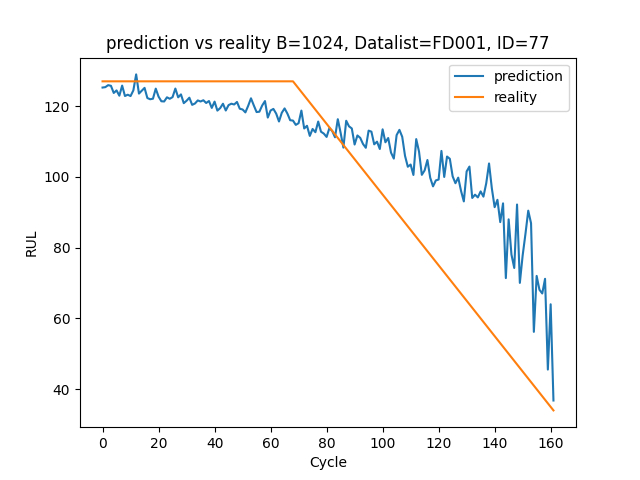 prediction vs reality B=1024, Datalist=FD001, ID=77
prediction
reality
120
100
80
60
40
RUL
0 20 40 60 80 100 120 140 160
Cycle